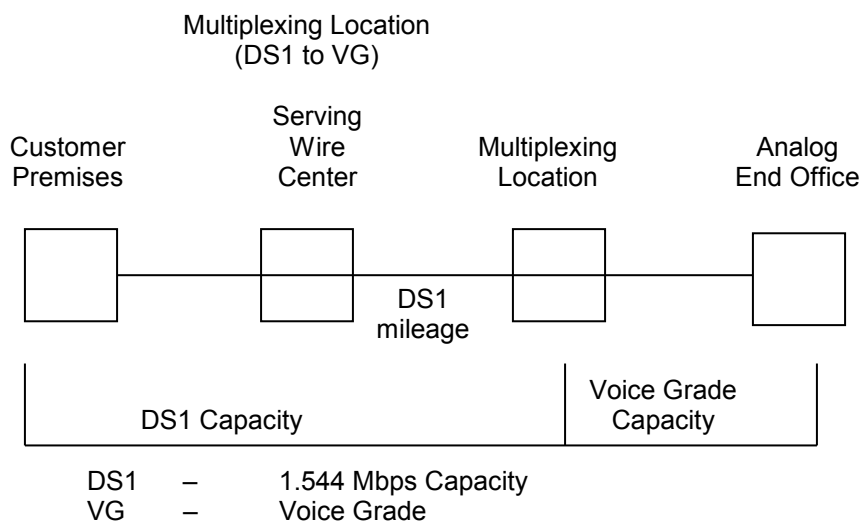 Multiplexing Location
(DS1 to VG)
Customer
Premises
Serving
Wire
Center
Multiplexing
Location
Analog
End Office
DS1
mileage
DS1 Capacity
Voice Grade
Capacity
DS1 – 1.544 Mbps Capacity
VG – Voice Grade